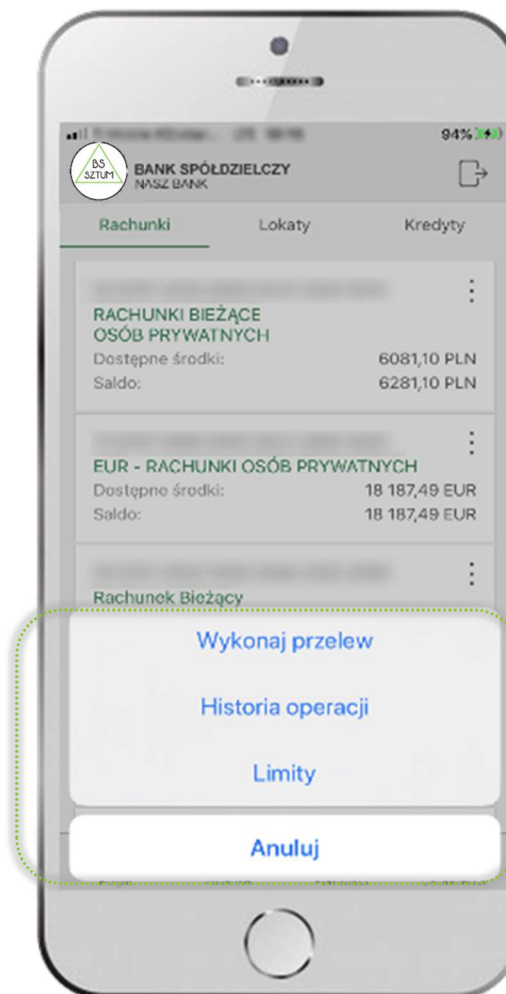 94%
BS
SZTUM
BANK SPÓŁDZIELCZY
NASZ BANK
Rachunki Lokaty Kredyty
RACHUNKI BIEŻĄCE
OSÓB PRYWATNYCH
Dostępne środki: 6081,10 PLN
Saldo: 6281,10 PLN
EUR - RACHUNKI OSÓB PRYWATNYCH
Dostępne środki: 18 187,49 EUR
Saldo: 18 187,49 EUR
Rachunek Bieżący
Wykonaj przelew
Historia operacji
Limity
Anuluj